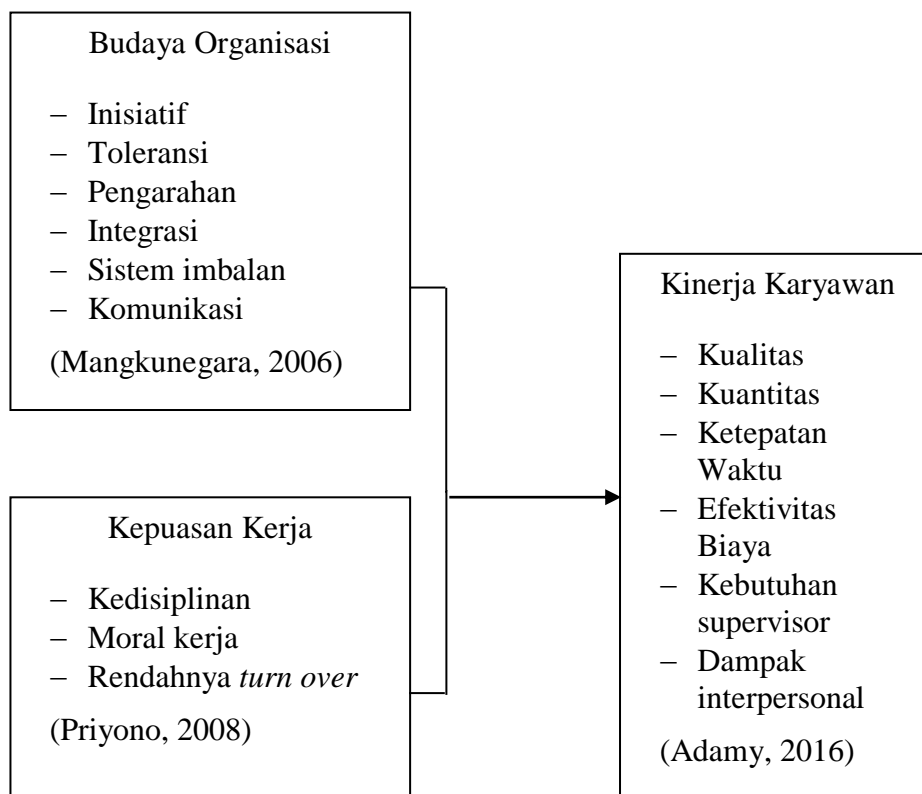 Budaya Organisasi
– Inisiatif
– Toleransi
– Pengarahan
– Integrasi
– Sistem imbalan
– Komunikasi
(Mangkunegara, 2006)
Kepuasan Kerja
– Kedisiplinan
– Moral kerja
– Rendahnya turn over
(Priyono, 2008)
Kinerja Karyawan
– Kualitas
– Kuantitas
– Ketepatan
Waktu
– Efektivitas
Biaya
– Kebutuhan
supervisor
– Dampak
interpersonal
(Adamy, 2016)